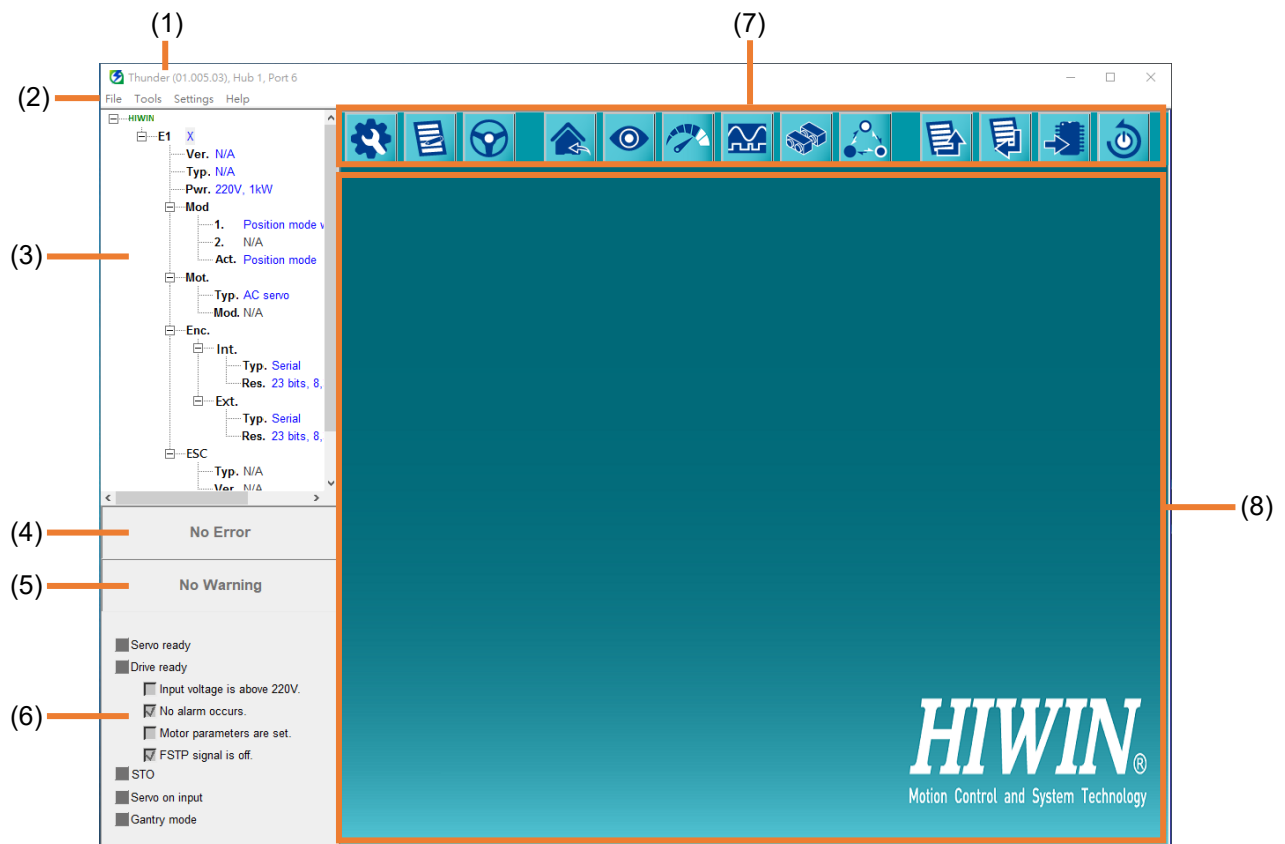 (1)
(7)
Thunder (01.005.03), Hub 1, Port 6
(2)
File Tools Settings Help
HIWIN
E1 X
Ver. N/A
Typ. N/A
Pwr. 220V, 1kW
Mod
1. Position mode
2. N/A
(3)
Act. Position mode
Mot.
Typ. AC servo
Mod. N/A
Enc.
Int.
Typ. Serial
Res. 23 bits, 8,
Ext.
Typ. Serial
Res. 23 bits, 8,
ESC
Typ. N/A
Ver. N/A
(8)
(4)
No Error
(5)
No Warning
Servo ready
Drive ready
Input voltage is above 220V.
(6)
No alarm occurs.
Motor parameters are set.
FSTP signal is off.
STO
Servo on input
Gantry mode
HIWIN®
Motion Control and System Technology